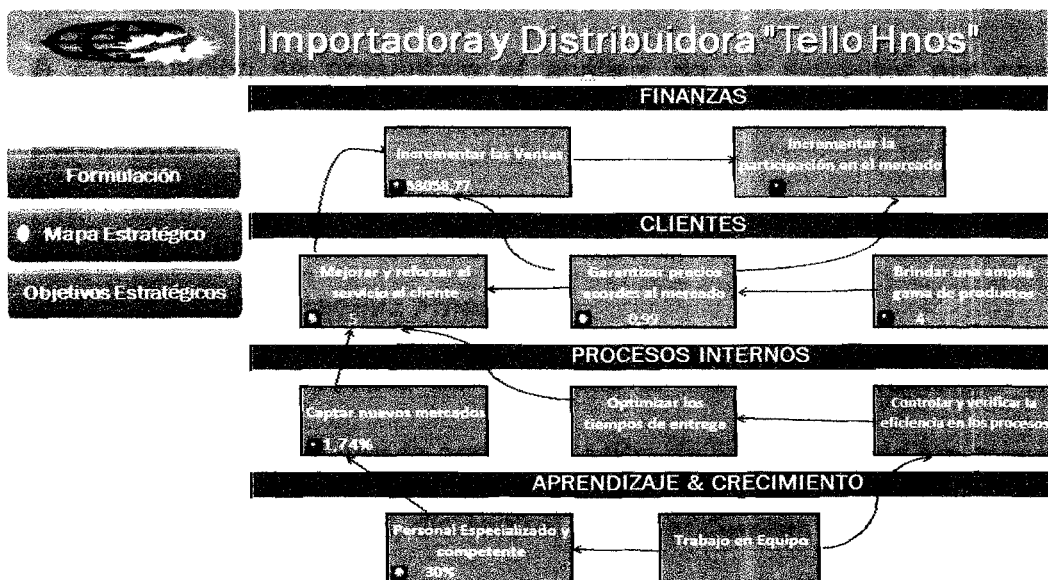 Importadora y Distribuidora "Tello Hnos"
FINANZAS
Incrementar las Ventas
58058,77
Incrementar la
participación en el mercado
Formulación
Mapa Estratégico
Objetivos Estratégicos
CLIENTES
Mejorar y reforzar el
servicio al cliente
5
Garantizar precios
acordes al mercado
0,99
Brindar una amplia
gama de productos
4
PROCESOS INTERNOS
Captar nuevos mercados
1,74%
Optimizar los
tiempos de entrega
Controlar y verificar la
eficiencia en los procesos
APRENDIZAJE & CRECIMIENTO
Personal Especializado y
competente
30%
Trabajo en Equipo